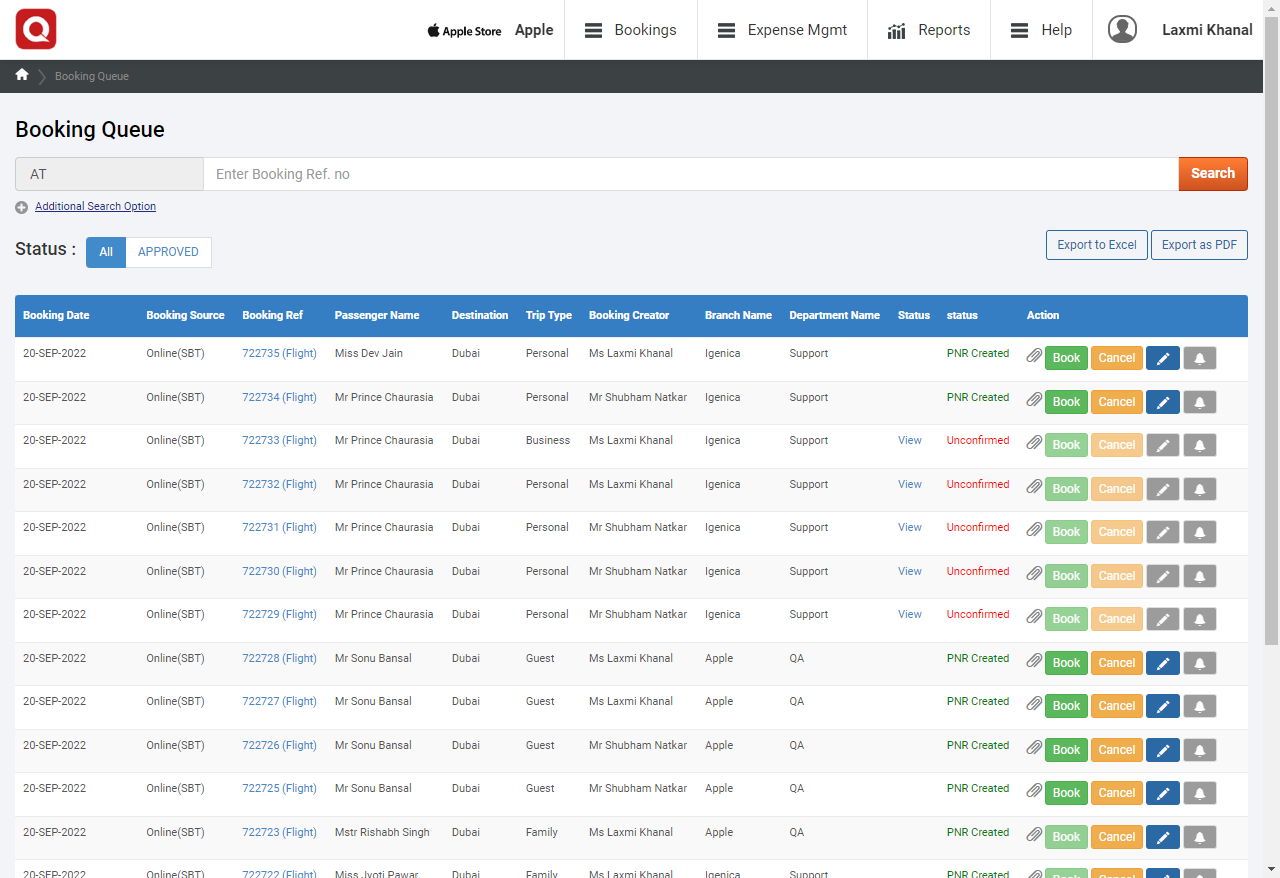 Apple Store Apple Bookings Expense Mgmt Reports Help Laxmi Khanal
Booking Queue
Booking Queue
AT Enter Booking Ref. no Search
Additional Search Option
Status : All APPROVED Export to Excel Export as PDF
Booking Date Booking Source Booking Ref Passenger Name Destination Trip Type Booking Creator Branch Name Department Name Status status Action
20-SEP-2022 Online(SBT) 722735 (Flight) Miss Dev Jain Dubai Personal Ms Laxmi Khanal Igenica Support PNR Created Book Cancel
20-SEP-2022 Online(SBT) 722734 (Flight) Mr Prince Chaurasia Dubai Personal Mr Shubham Natkar Igenica Support PNR Created Book Cancel
20-SEP-2022 Online(SBT) 722733 (Flight) Mr Prince Chaurasia Dubai Business Ms Laxmi Khanal Igenica Support View Unconfirmed Book Cancel
20-SEP-2022 Online(SBT) 722732 (Flight) Mr Prince Chaurasia Dubai Personal Ms Laxmi Khanal Igenica Support View Unconfirmed Book Cancel
20-SEP-2022 Online(SBT) 722731 (Flight) Mr Prince Chaurasia Dubai Personal Mr Shubham Natkar Igenica Support View Unconfirmed Book Cancel
20-SEP-2022 Online(SBT) 722730 (Flight) Mr Prince Chaurasia Dubai Personal Mr Shubham Natkar Igenica Support View Unconfirmed Book Cancel
20-SEP-2022 Online(SBT) 722729 (Flight) Mr Prince Chaurasia Dubai Personal Mr Shubham Natkar Igenica Support View Unconfirmed Book Cancel
20-SEP-2022 Online(SBT) 722728 (Flight) Mr Sonu Bansal Dubai Guest Ms Laxmi Khanal Apple QA PNR Created Book Cancel
20-SEP-2022 Online(SBT) 722727 (Flight) Mr Sonu Bansal Dubai Guest Ms Laxmi Khanal Apple QA PNR Created Book Cancel
20-SEP-2022 Online(SBT) 722726 (Flight) Mr Sonu Bansal Dubai Guest Mr Shubham Natkar Apple QA PNR Created Book Cancel
20-SEP-2022 Online(SBT) 722725 (Flight) Mr Sonu Bansal Dubai Guest Mr Shubham Natkar Apple QA PNR Created Book Cancel
20-SEP-2022 Online(SBT) 722723 (Flight) Mstr Rishabh Singh Dubai Family Ms Laxmi Khanal Apple QA PNR Created Book Cancel
20-SEP-2022 Online(SBT) 722722 (Flight) Miss Jyoti Pawar Dubai Family Ms Laxmi Khanal Igenica Support PNR Created Book Cancel